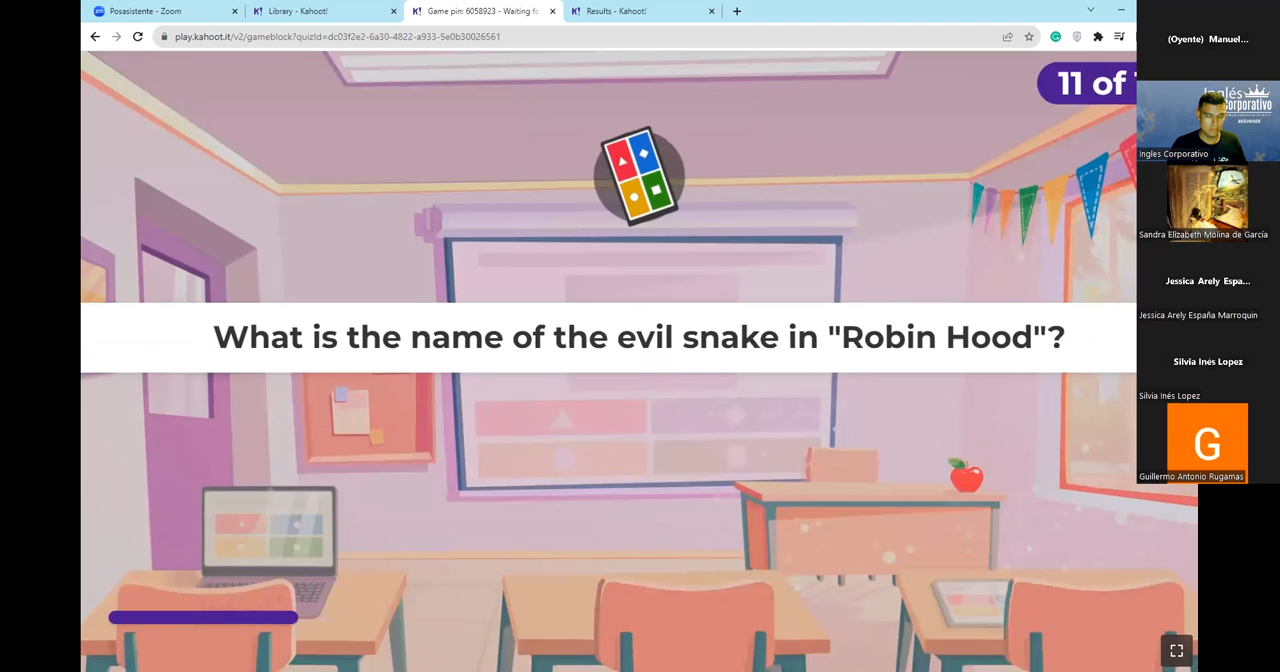 Posasistente - Zoom
Library - Kahoot!
Game pin: 6058923 - Waiting fo
Results - Kahoot!
play.kahoot.it/v2/gameblock?quizId=dc03f2e2-6a30-4822-a933-5e0b30026561
11 of
What is the name of the evil snake in "Robin Hood"?
(Oyente) Manuel...
Inglés
Corporativo
BEGINNER
Ingles Corporativo
Sandra Elizabeth Molina de García
Jessica Arely Espa...
Jessica Arely España Marroquin
Silvia Inés Lopez
Silvia Inés Lopez
G
Guillermo Antonio Rugamas